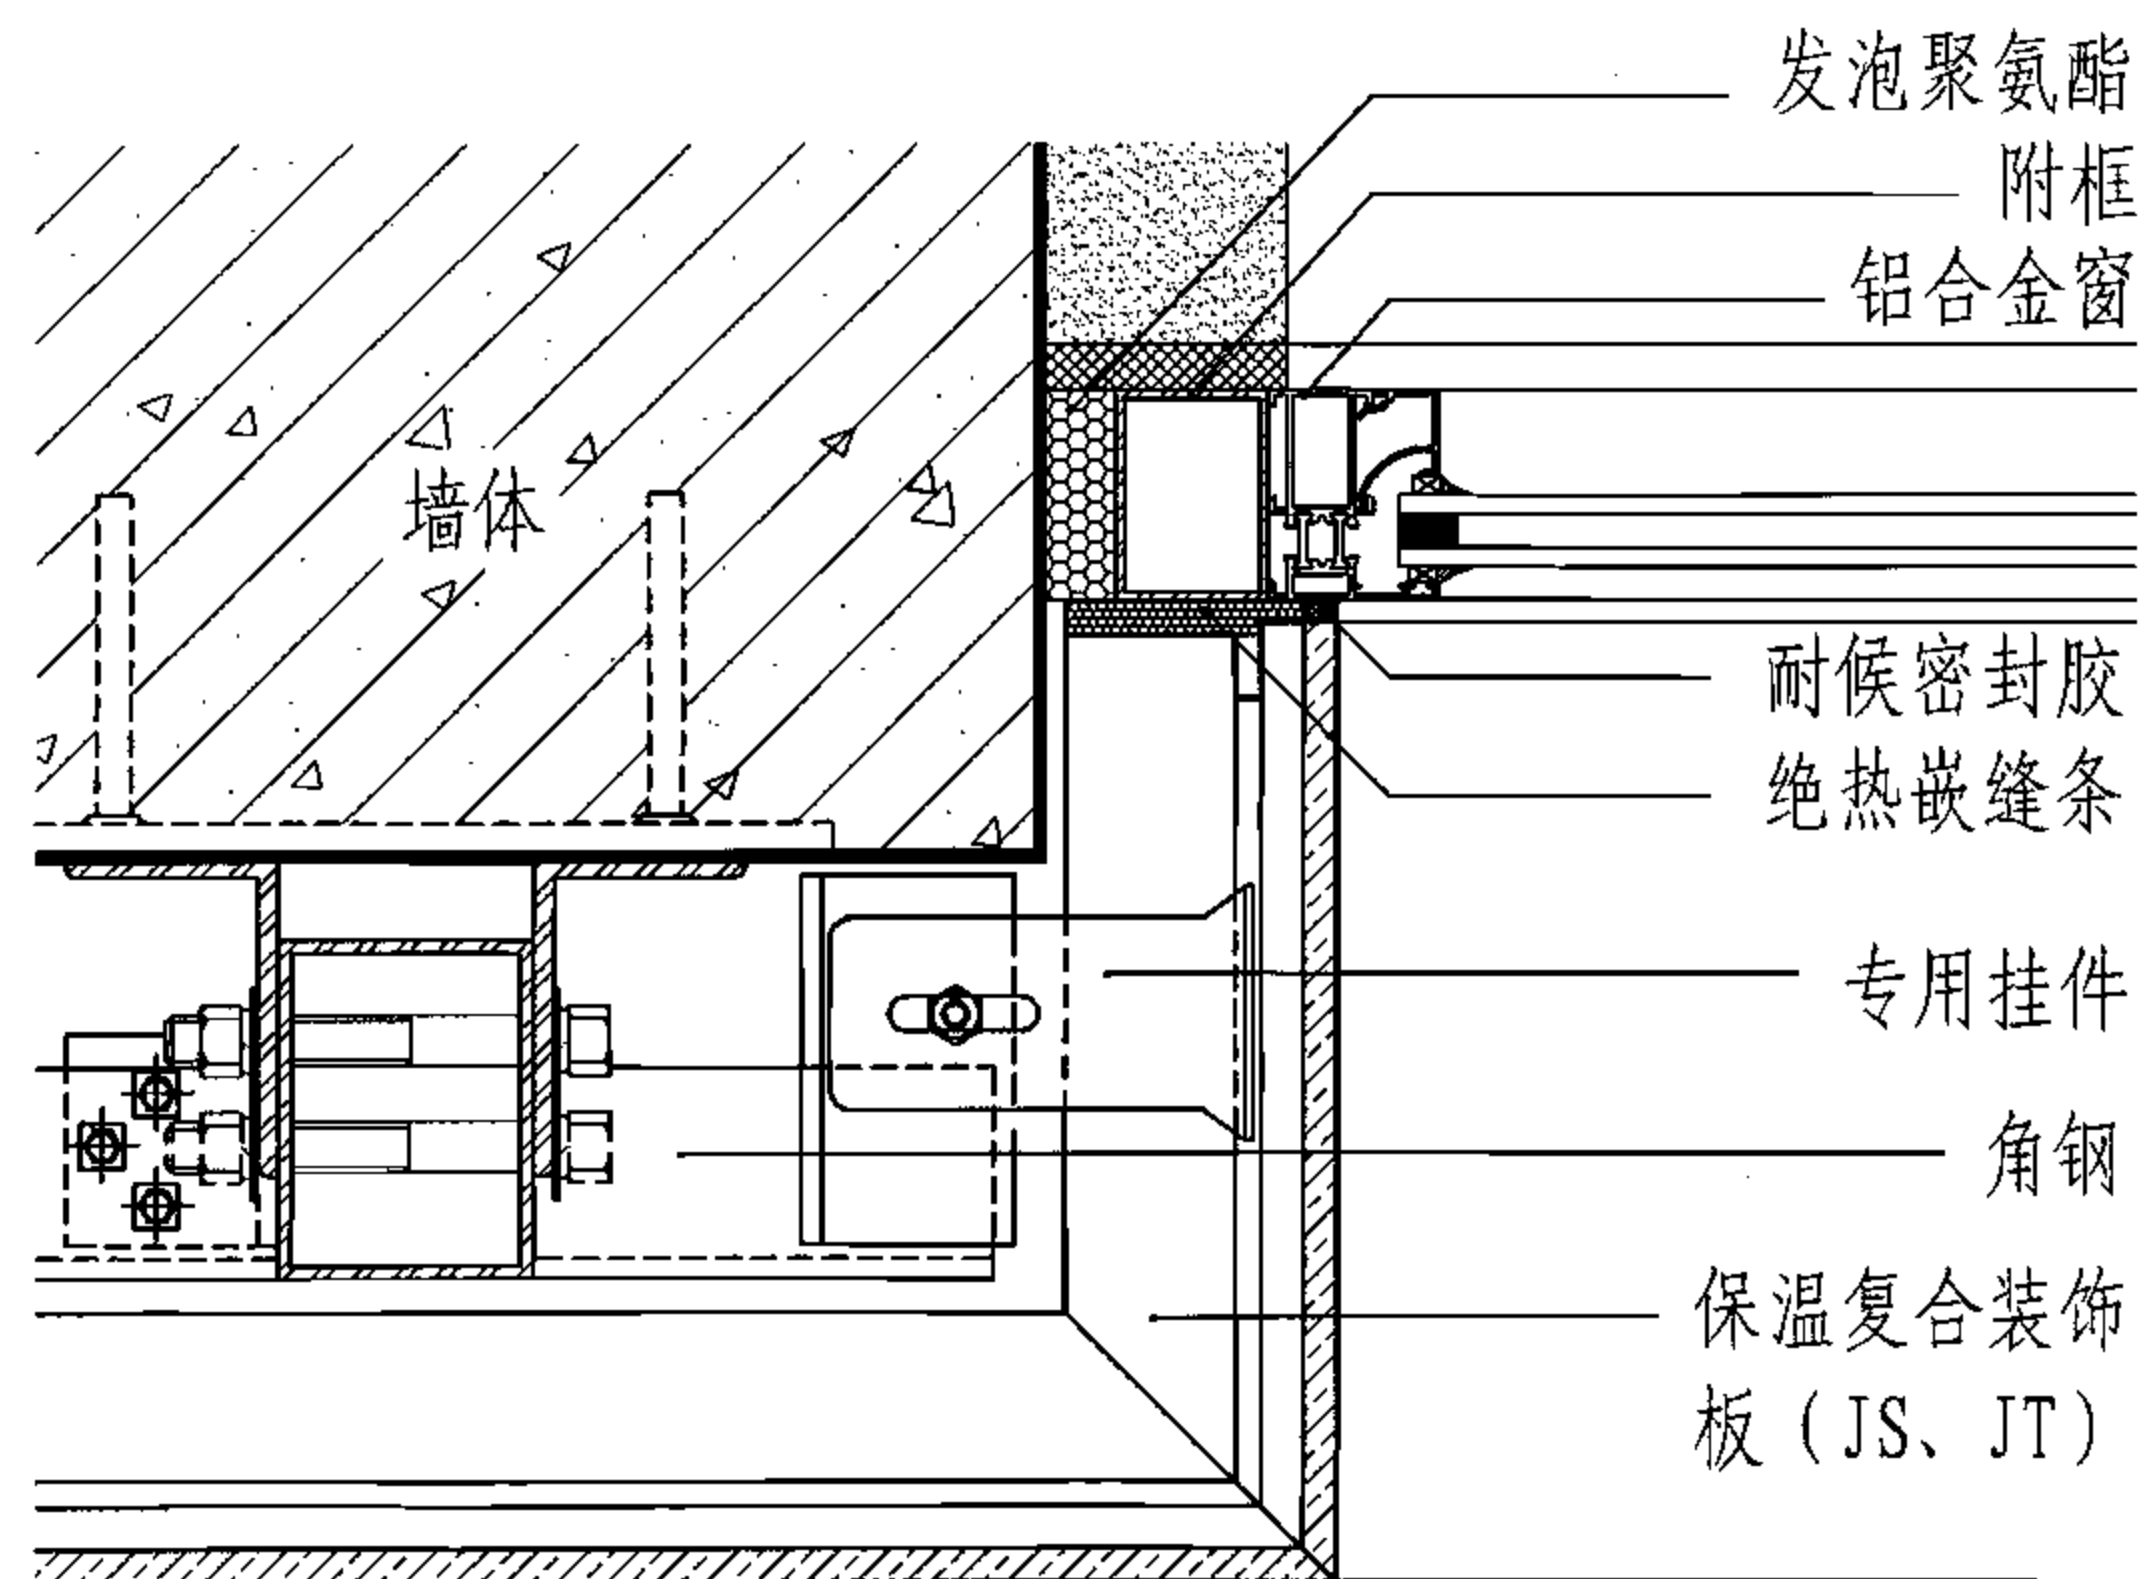 发泡聚氨酯
附框
铝合金窗
墙体
耐候密封胶
绝热嵌缝条
专用挂件
角钢
保温复合装饰
板（JS、JT）